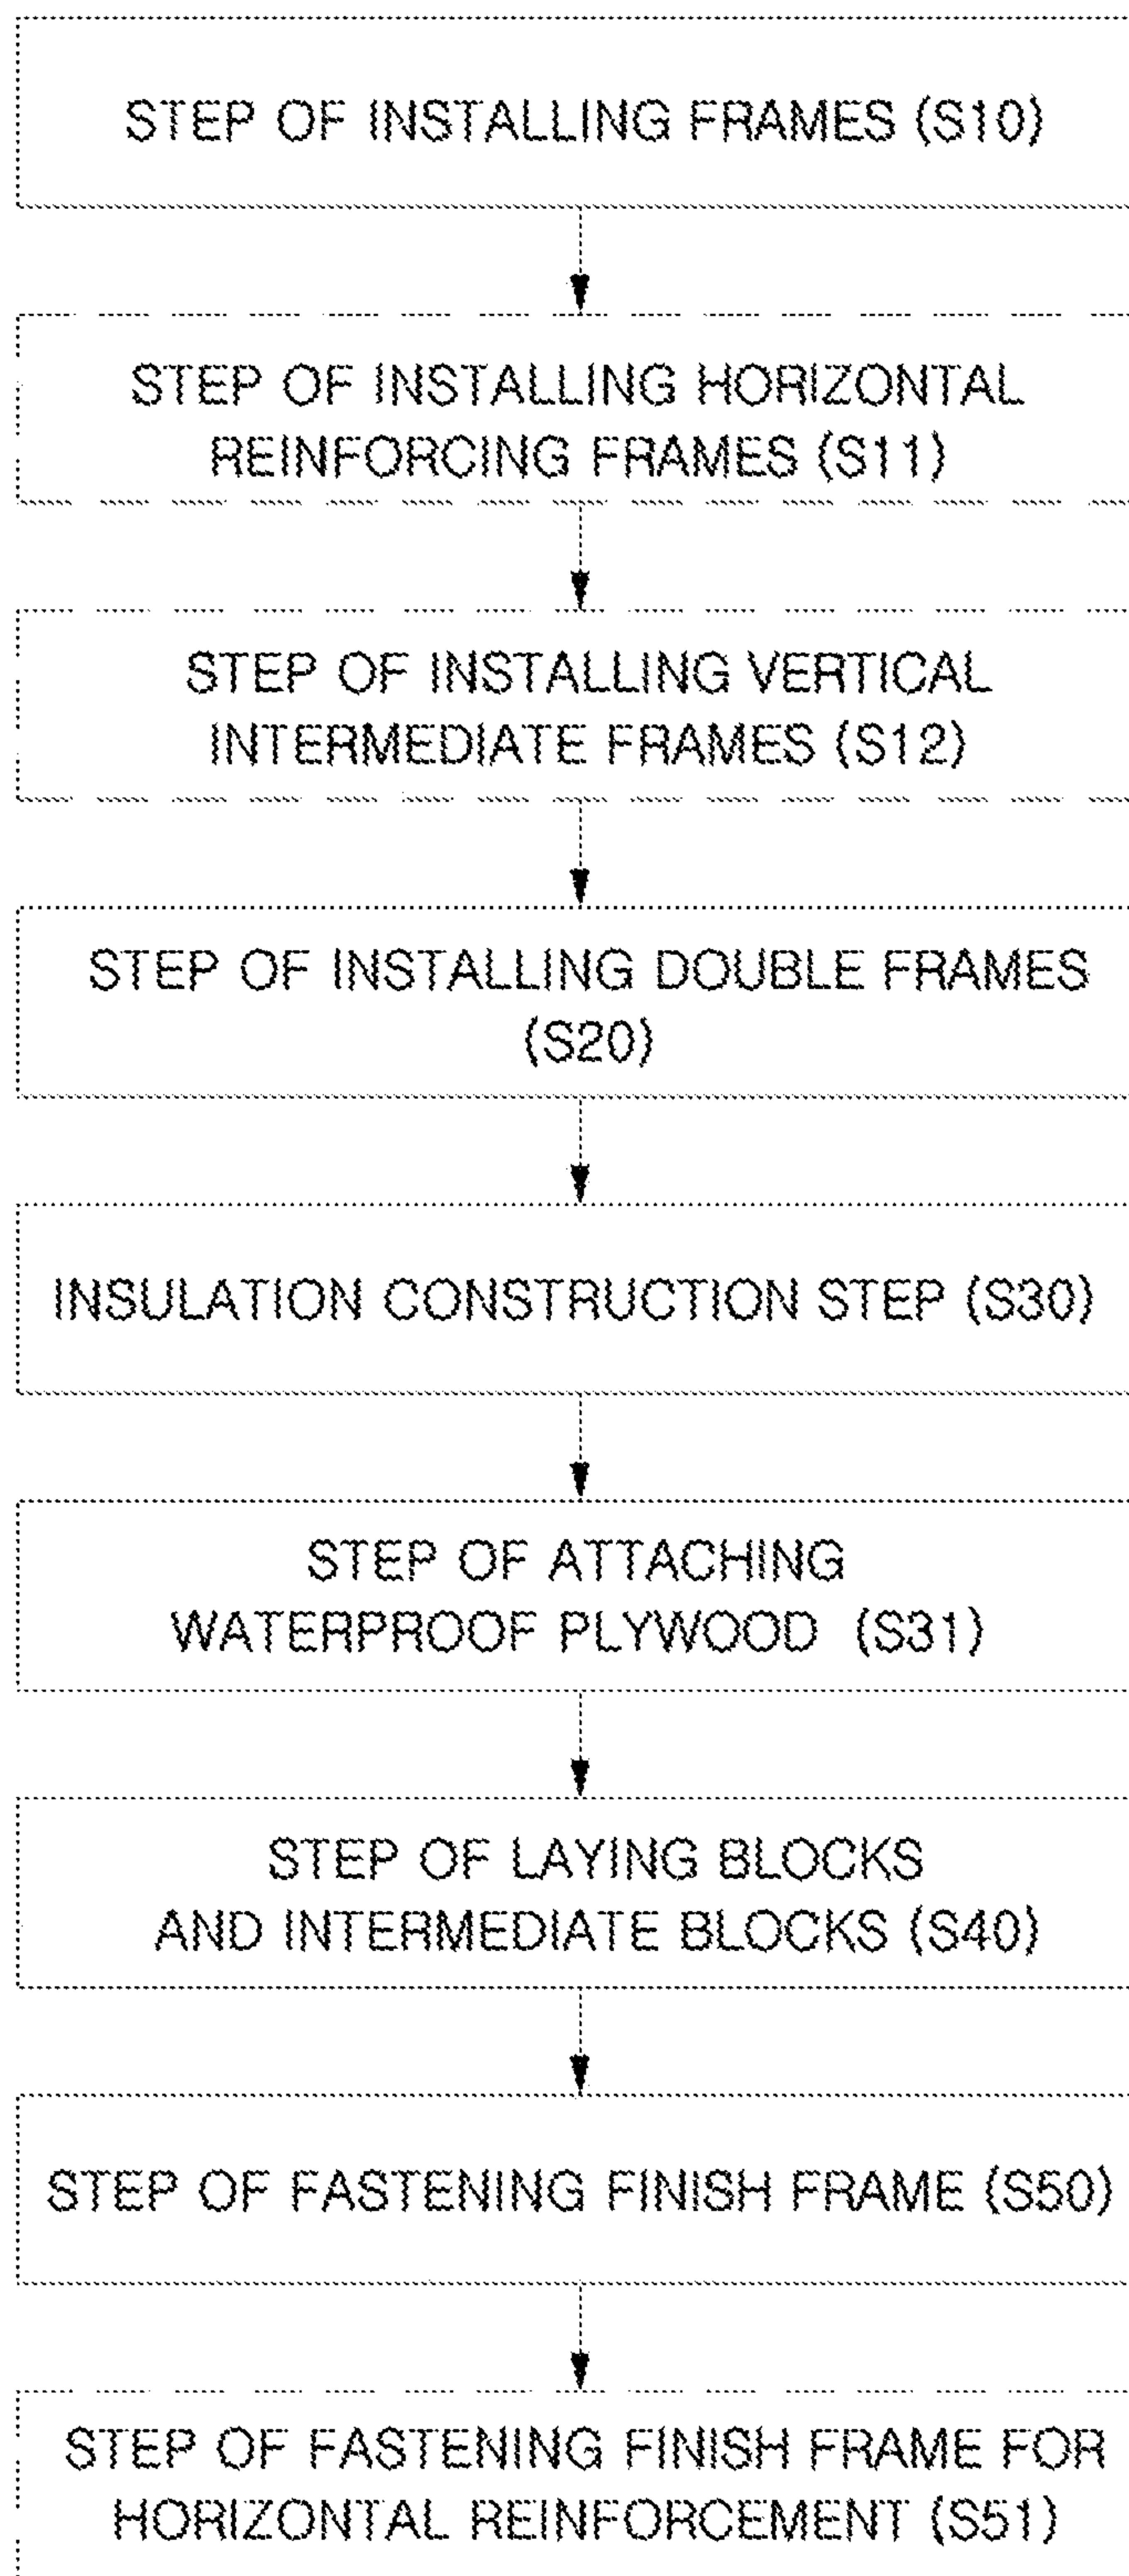 STEP OF INSTALLING FRAMES (S10)
STEP OF INSTALLING HORIZONTAL
REINFORCING FRAMES (S11)
STEP OF INSTALLING VERTICAL
INTERMEDIATE FRAMES (S12)
STEP OF INSTALLING DOUBLE FRAMES
(S20)
INSULATION CONSTRUCTION STEP (S30)
STEP OF ATTACHING
WATERPROOF PLYWOOD (S31)
STEP OF LAYING BLOCKS
AND INTERMEDIATE BLOCKS (S40)
STEP OF FASTENING FINISH FRAME (S50)
STEP OF FASTENING FINISH FRAME FOR
HORIZONTAL REINFORCEMENT (S51)